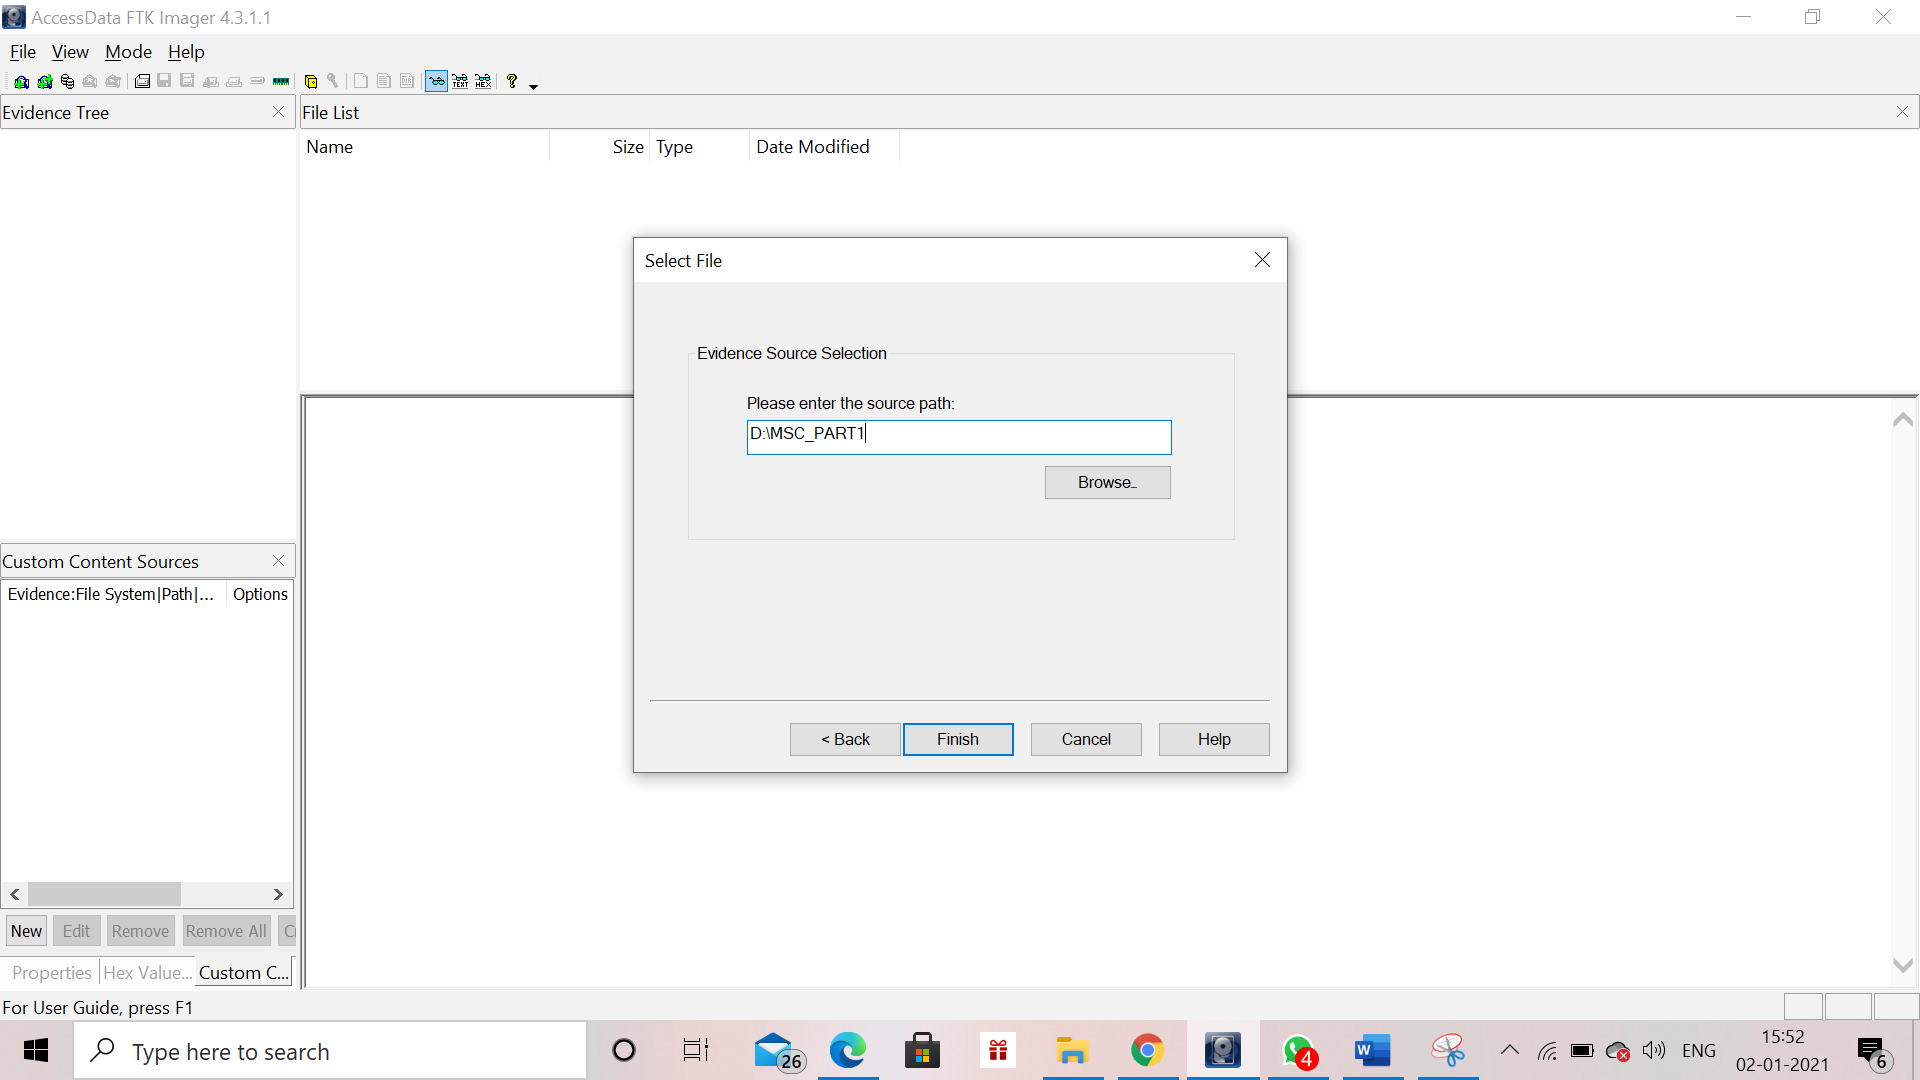 AccessData FTK Imager 4.3.1.1
File View Mode Help
TEXT HEX ?
Evidence Tree
File List
Name Size Type Date Modified
Select File
Evidence Source Selection
Please enter the source path:
D:\MSC_PART1
Browse..
Custom Content Sources
Evidence:File System|Path|... Options
< Back Finish Cancel Help
New Edit Remove Remove All
Properties Hex Value... Custom C...
For User Guide, press F1
Type here to search
26
4
W
ENG
15:52
02-01-2021
6